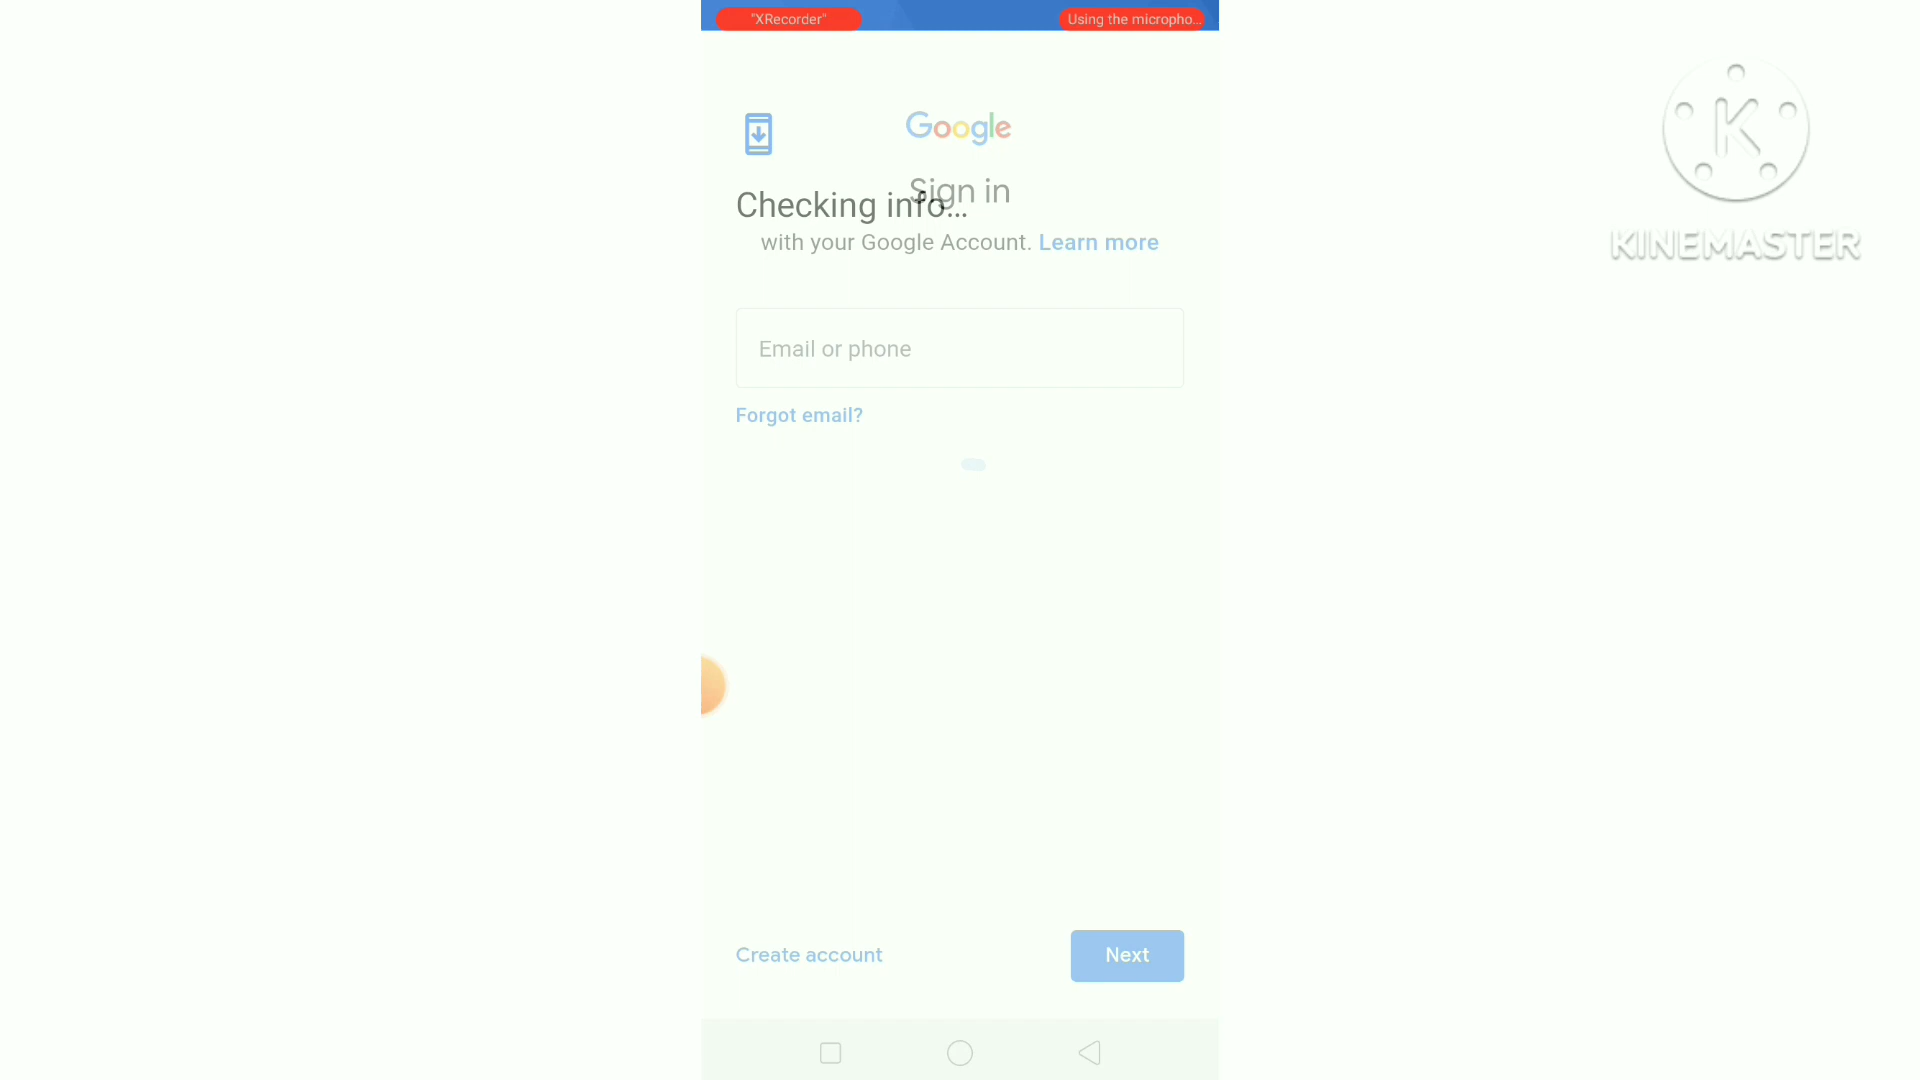 "XRecorder"
Using the micropho...
Google
Sign in
Checking info...
with your Google Account. Learn more
Email or phone
Forgot email?
Create account
Next
K
KINEMASTER